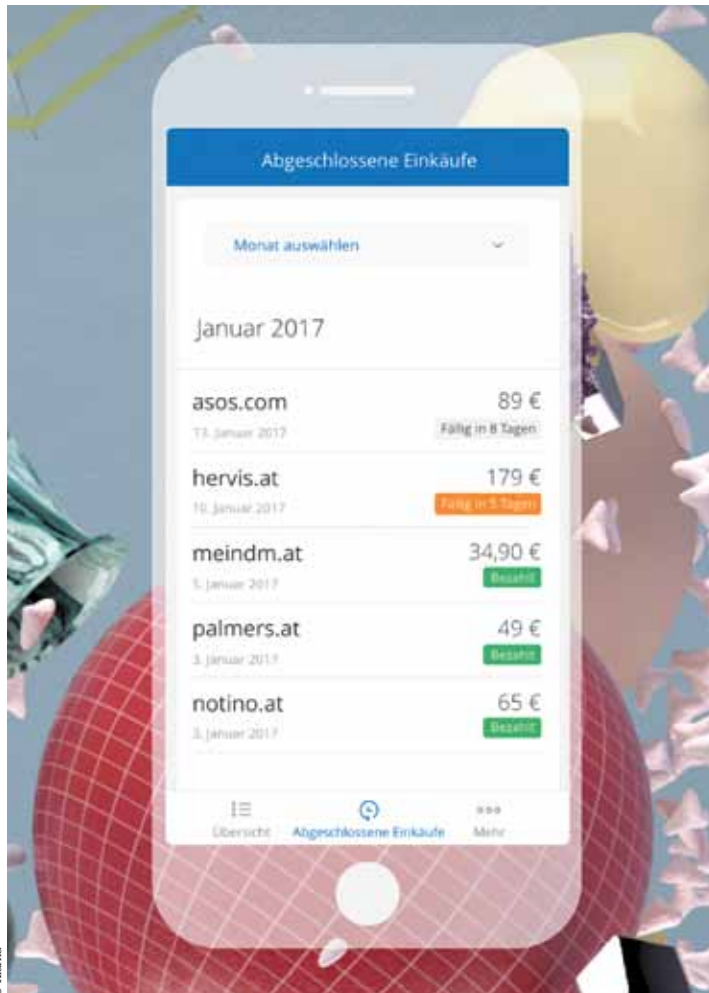 Abgeschlossene Einkäufe
Monat auswählen
Januar 2017
asos.com 89 €
13. Januar 2017 Fällig in 8 Tagen
hervis.at 179 €
10. Januar 2017 Fällig in 5 Tagen
meindm.at 34,90 €
5. Januar 2017 Bezahlt
palmers.at 49 €
3. Januar 2017 Bezahlt
notino.at 65 €
3. Januar 2017 Bezahlt
Übersicht Abgeschlossene Einkäufe Mehr